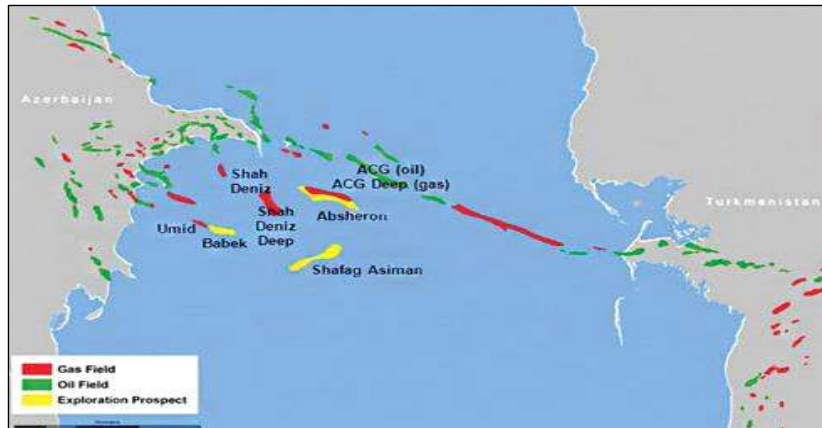 Azerbaijan
ACG (oil)
Shah
Deniz
ACG Deep (gas)
Turkmenistan
Shah
Deniz
Deep
Absheron
Umid
Babek
Shafag Asiman
Gas Field
Oil Field
Exploration Prospect